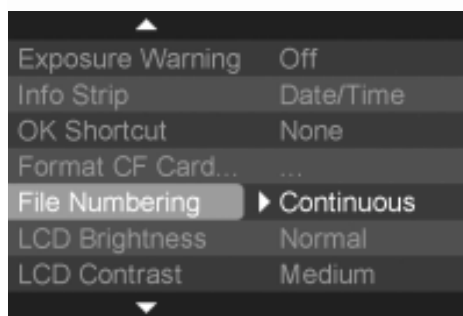 Exposure Warning Off
Info Strip Date/Time
OK Shortcut None
Format CF Card... ...
File Numbering Continuous
LCD Brightness Normal
LCD Contrast Medium